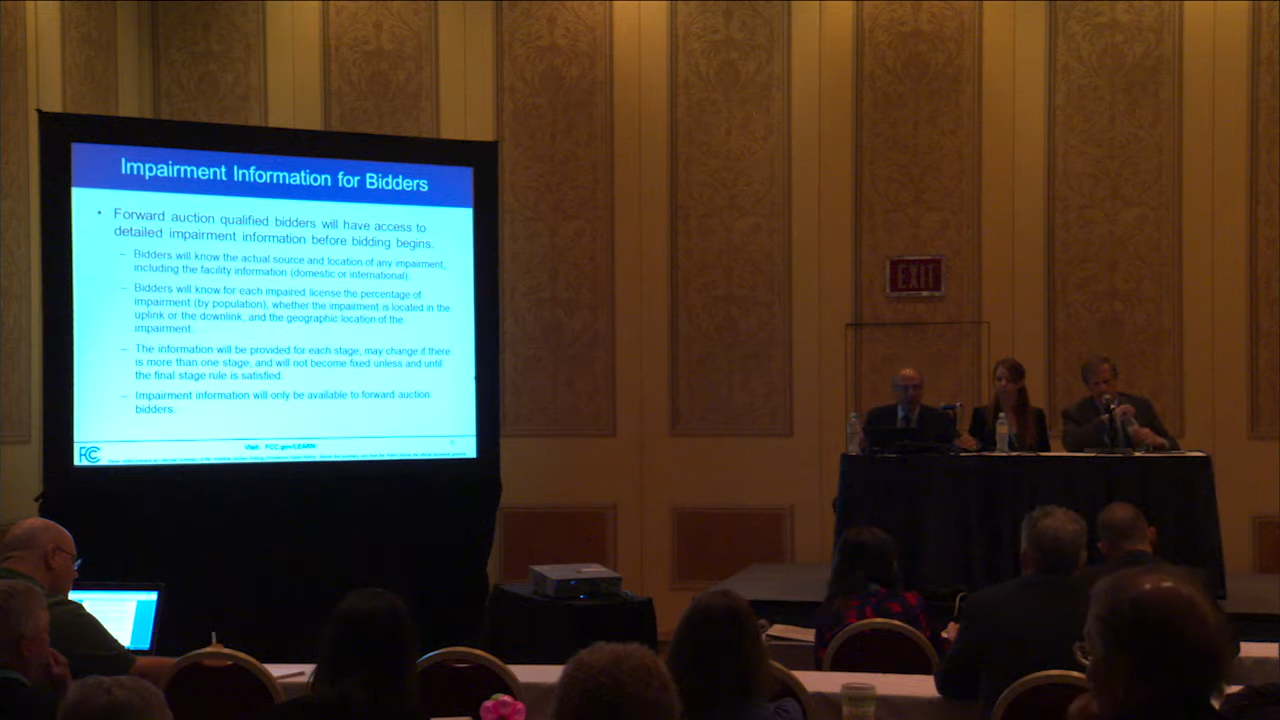 Impairment Information for Bidders
• Forward auction qualified bidders will have access to
detailed impairment information before bidding begins.
– Bidders will know the actual source and location of any impairment,
including the facility information (domestic or international).
– Bidders will know for each impaired license the percentage of
impairment (by population), whether the impairment is located in the
uplink or the downlink, and the geographic location of the
impairment.
– The information will be provided for each stage, may change if there
is more than one stage, and will not become fixed unless and until
the final stage rule is satisfied.
– Impairment information will only be available to forward auction
bidders.
Visit: FCC.gov/LEARN
FCC
EXIT